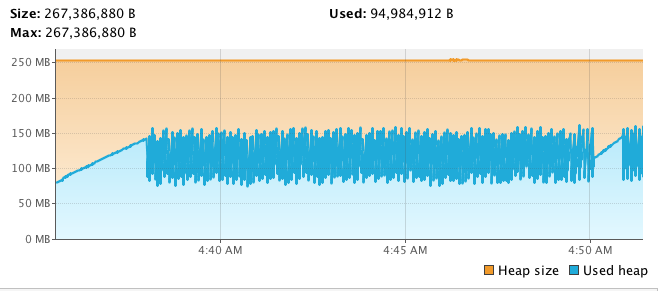 Size: 267,386,880 B Used: 94,984,912 B
Max: 267,386,880 B
250 MB
200 MB
150 MB
100 MB
50 MB
0 MB
4:40 AM 4:45 AM 4:50 AM
Heap size Used heap